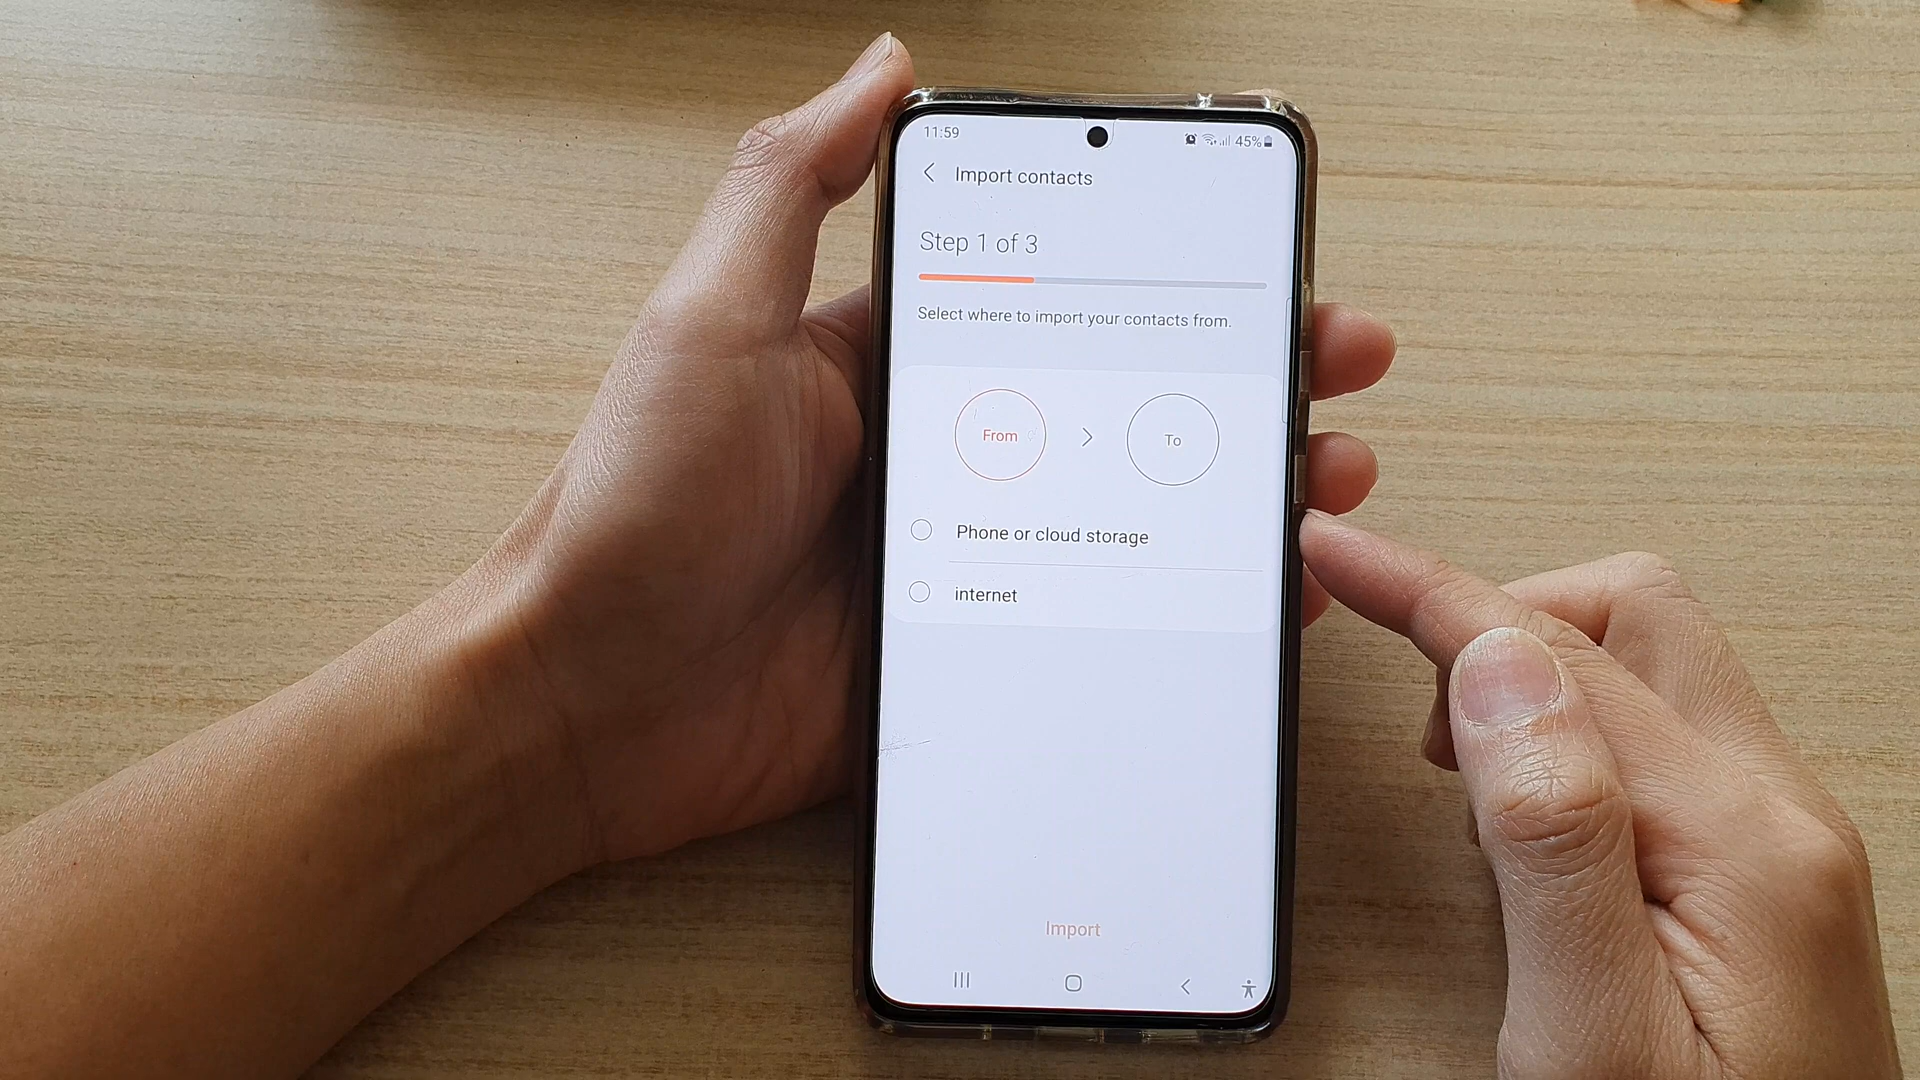 11:59
45%
Import contacts
Step 1 of 3
Select where to import your contacts from.
From
To
Phone or cloud storage
internet
Import